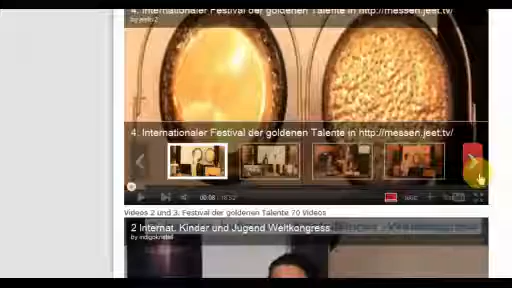 4. Internationaler Festival der goldenen Talente in http://messen.jeet.tv/
4. Internationaler Festival der goldenen Talente in http://messen.jeet.tv/
00:08
Videos 2 und 3. Festival der goldenen Talente 70 Videos
2 Internat. Kinder und Jugend Weltkongress
by indigokristall